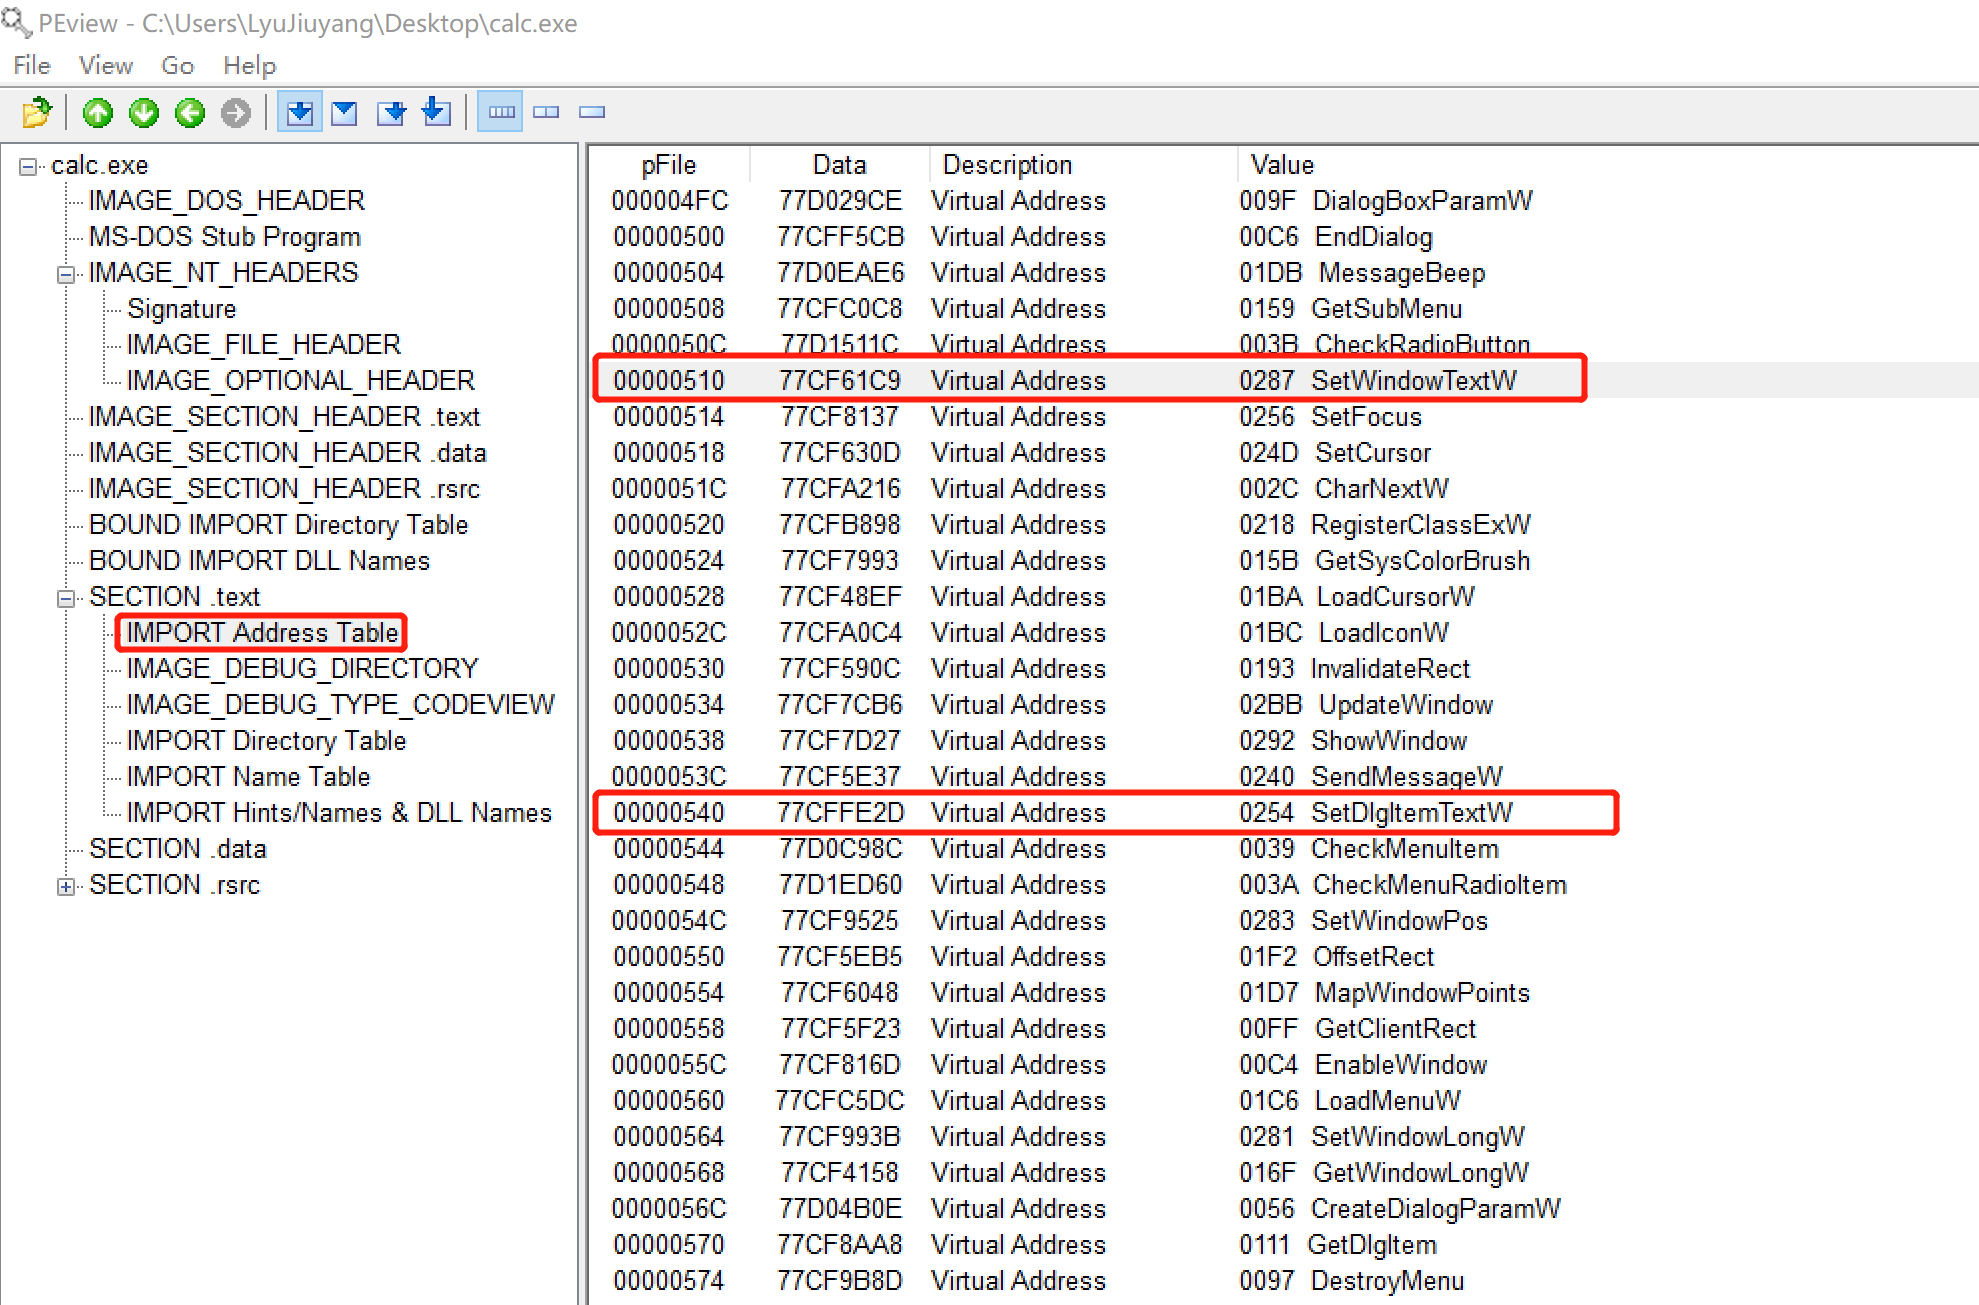 PEview - C:\Users\LyuJiuyang\Desktop\calc.exe
File View Go Help
calc.exe
IMAGE_DOS_HEADER
MS-DOS Stub Program
IMAGE_NT_HEADERS
Signature
IMAGE_FILE_HEADER
IMAGE_OPTIONAL_HEADER
IMAGE_SECTION_HEADER .text
IMAGE_SECTION_HEADER .data
IMAGE_SECTION_HEADER .rsrc
BOUND IMPORT Directory Table
BOUND IMPORT DLL Names
SECTION .text
IMPORT Address Table
IMAGE_DEBUG_DIRECTORY
IMAGE_DEBUG_TYPE_CODEVIEW
IMPORT Directory Table
IMPORT Name Table
IMPORT Hints/Names & DLL Names
SECTION .data
SECTION .rsrc
pFile Data Description Value
000004FC 77D029CE Virtual Address 009F DialogBoxParamW
00000500 77CFF5CB Virtual Address 00C6 EndDialog
00000504 77D0EAE6 Virtual Address 01DB MessageBeep
00000508 77CFC0C8 Virtual Address 0159 GetSubMenu
0000050C 77D1511C Virtual Address 003B CheckRadioButton
00000510 77CF61C9 Virtual Address 0287 SetWindowTextW
00000514 77CF8137 Virtual Address 0256 SetFocus
00000518 77CF630D Virtual Address 024D SetCursor
0000051C 77CFA216 Virtual Address 002C CharNextW
00000520 77CFB898 Virtual Address 0218 RegisterClassExW
00000524 77CF7993 Virtual Address 015B GetSysColorBrush
00000528 77CF48EF Virtual Address 01BA LoadCursorW
0000052C 77CFA0C4 Virtual Address 01BC LoadIconW
00000530 77CF590C Virtual Address 0193 InvalidateRect
00000534 77CF7CB6 Virtual Address 02BB UpdateWindow
00000538 77CF7D27 Virtual Address 0292 ShowWindow
0000053C 77CF5E37 Virtual Address 0240 SendMessageW
00000540 77CFFE2D Virtual Address 0254 SetDlgItemTextW
00000544 77D0C98C Virtual Address 0039 CheckMenuItem
00000548 77D1ED60 Virtual Address 003A CheckMenuRadioItem
0000054C 77CF9525 Virtual Address 0283 SetWindowPos
00000550 77CF5EB5 Virtual Address 01F2 OffsetRect
00000554 77CF6048 Virtual Address 01D7 MapWindowPoints
00000558 77CF5F23 Virtual Address 00FF GetClientRect
0000055C 77CF816D Virtual Address 00C4 EnableWindow
00000560 77CFC5DC Virtual Address 01C6 LoadMenuW
00000564 77CF993B Virtual Address 0281 SetWindowLongW
00000568 77CF4158 Virtual Address 016F GetWindowLongW
0000056C 77D04B0E Virtual Address 0056 CreateDialogParamW
00000570 77CF8AA8 Virtual Address 0111 GetDlgItem
00000574 77CF9B8D Virtual Address 0097 DestroyMenu